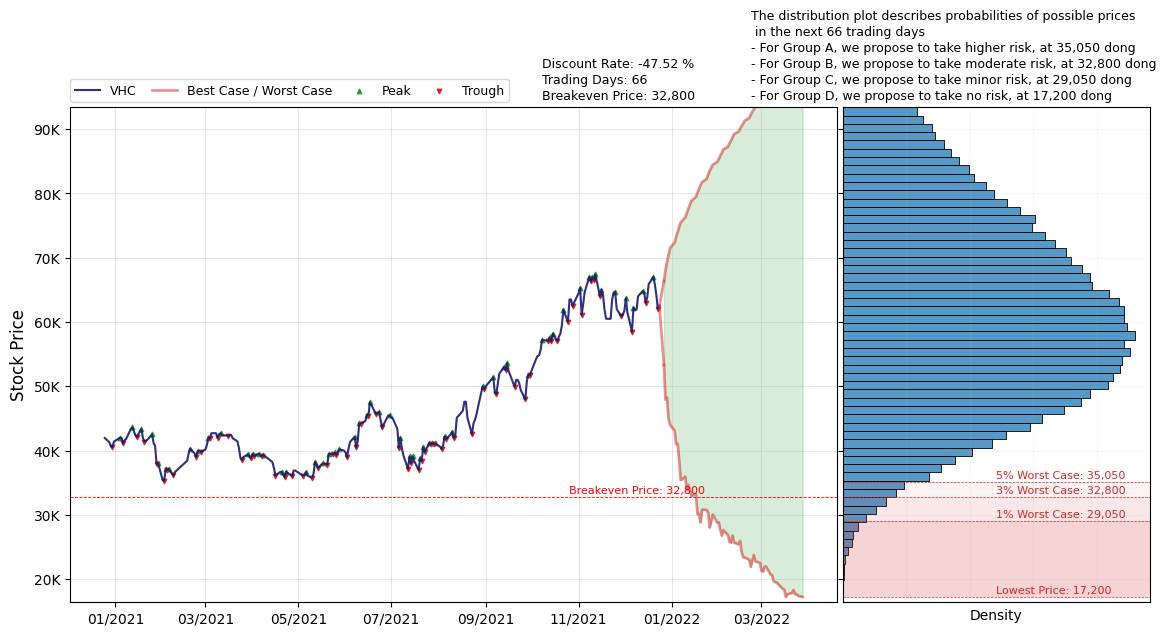 The distribution plot describes probabilities of possible prices
in the next 66 trading days
- For Group A, we propose to take higher risk, at 35,050 dong
- For Group B, we propose to take moderate risk, at 32,800 dong
- For Group C, we propose to take minor risk, at 29,050 dong
- For Group D, we propose to take no risk, at 17,200 dong
Discount Rate: -47.52 %
Trading Days: 66
Breakeven Price: 32,800
VHC
Best Case / Worst Case
Peak
Trough
Stock Price
90K
80K
70K
60K
50K
40K
30K
20K
Breakeven Price: 32,800
01/2021
03/2021
05/2021
07/2021
09/2021
11/2021
01/2022
03/2022
5% Worst Case: 35,050
3% Worst Case: 32,800
1% Worst Case: 29,050
Lowest Price: 17,200
Density